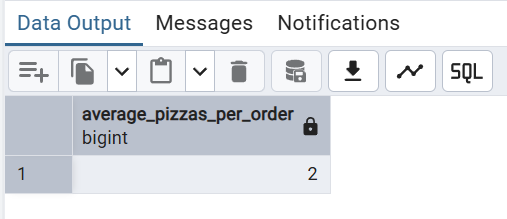 Data Output Messages Notifications
SQL
average_pizzas_per_order
bigint
1 2